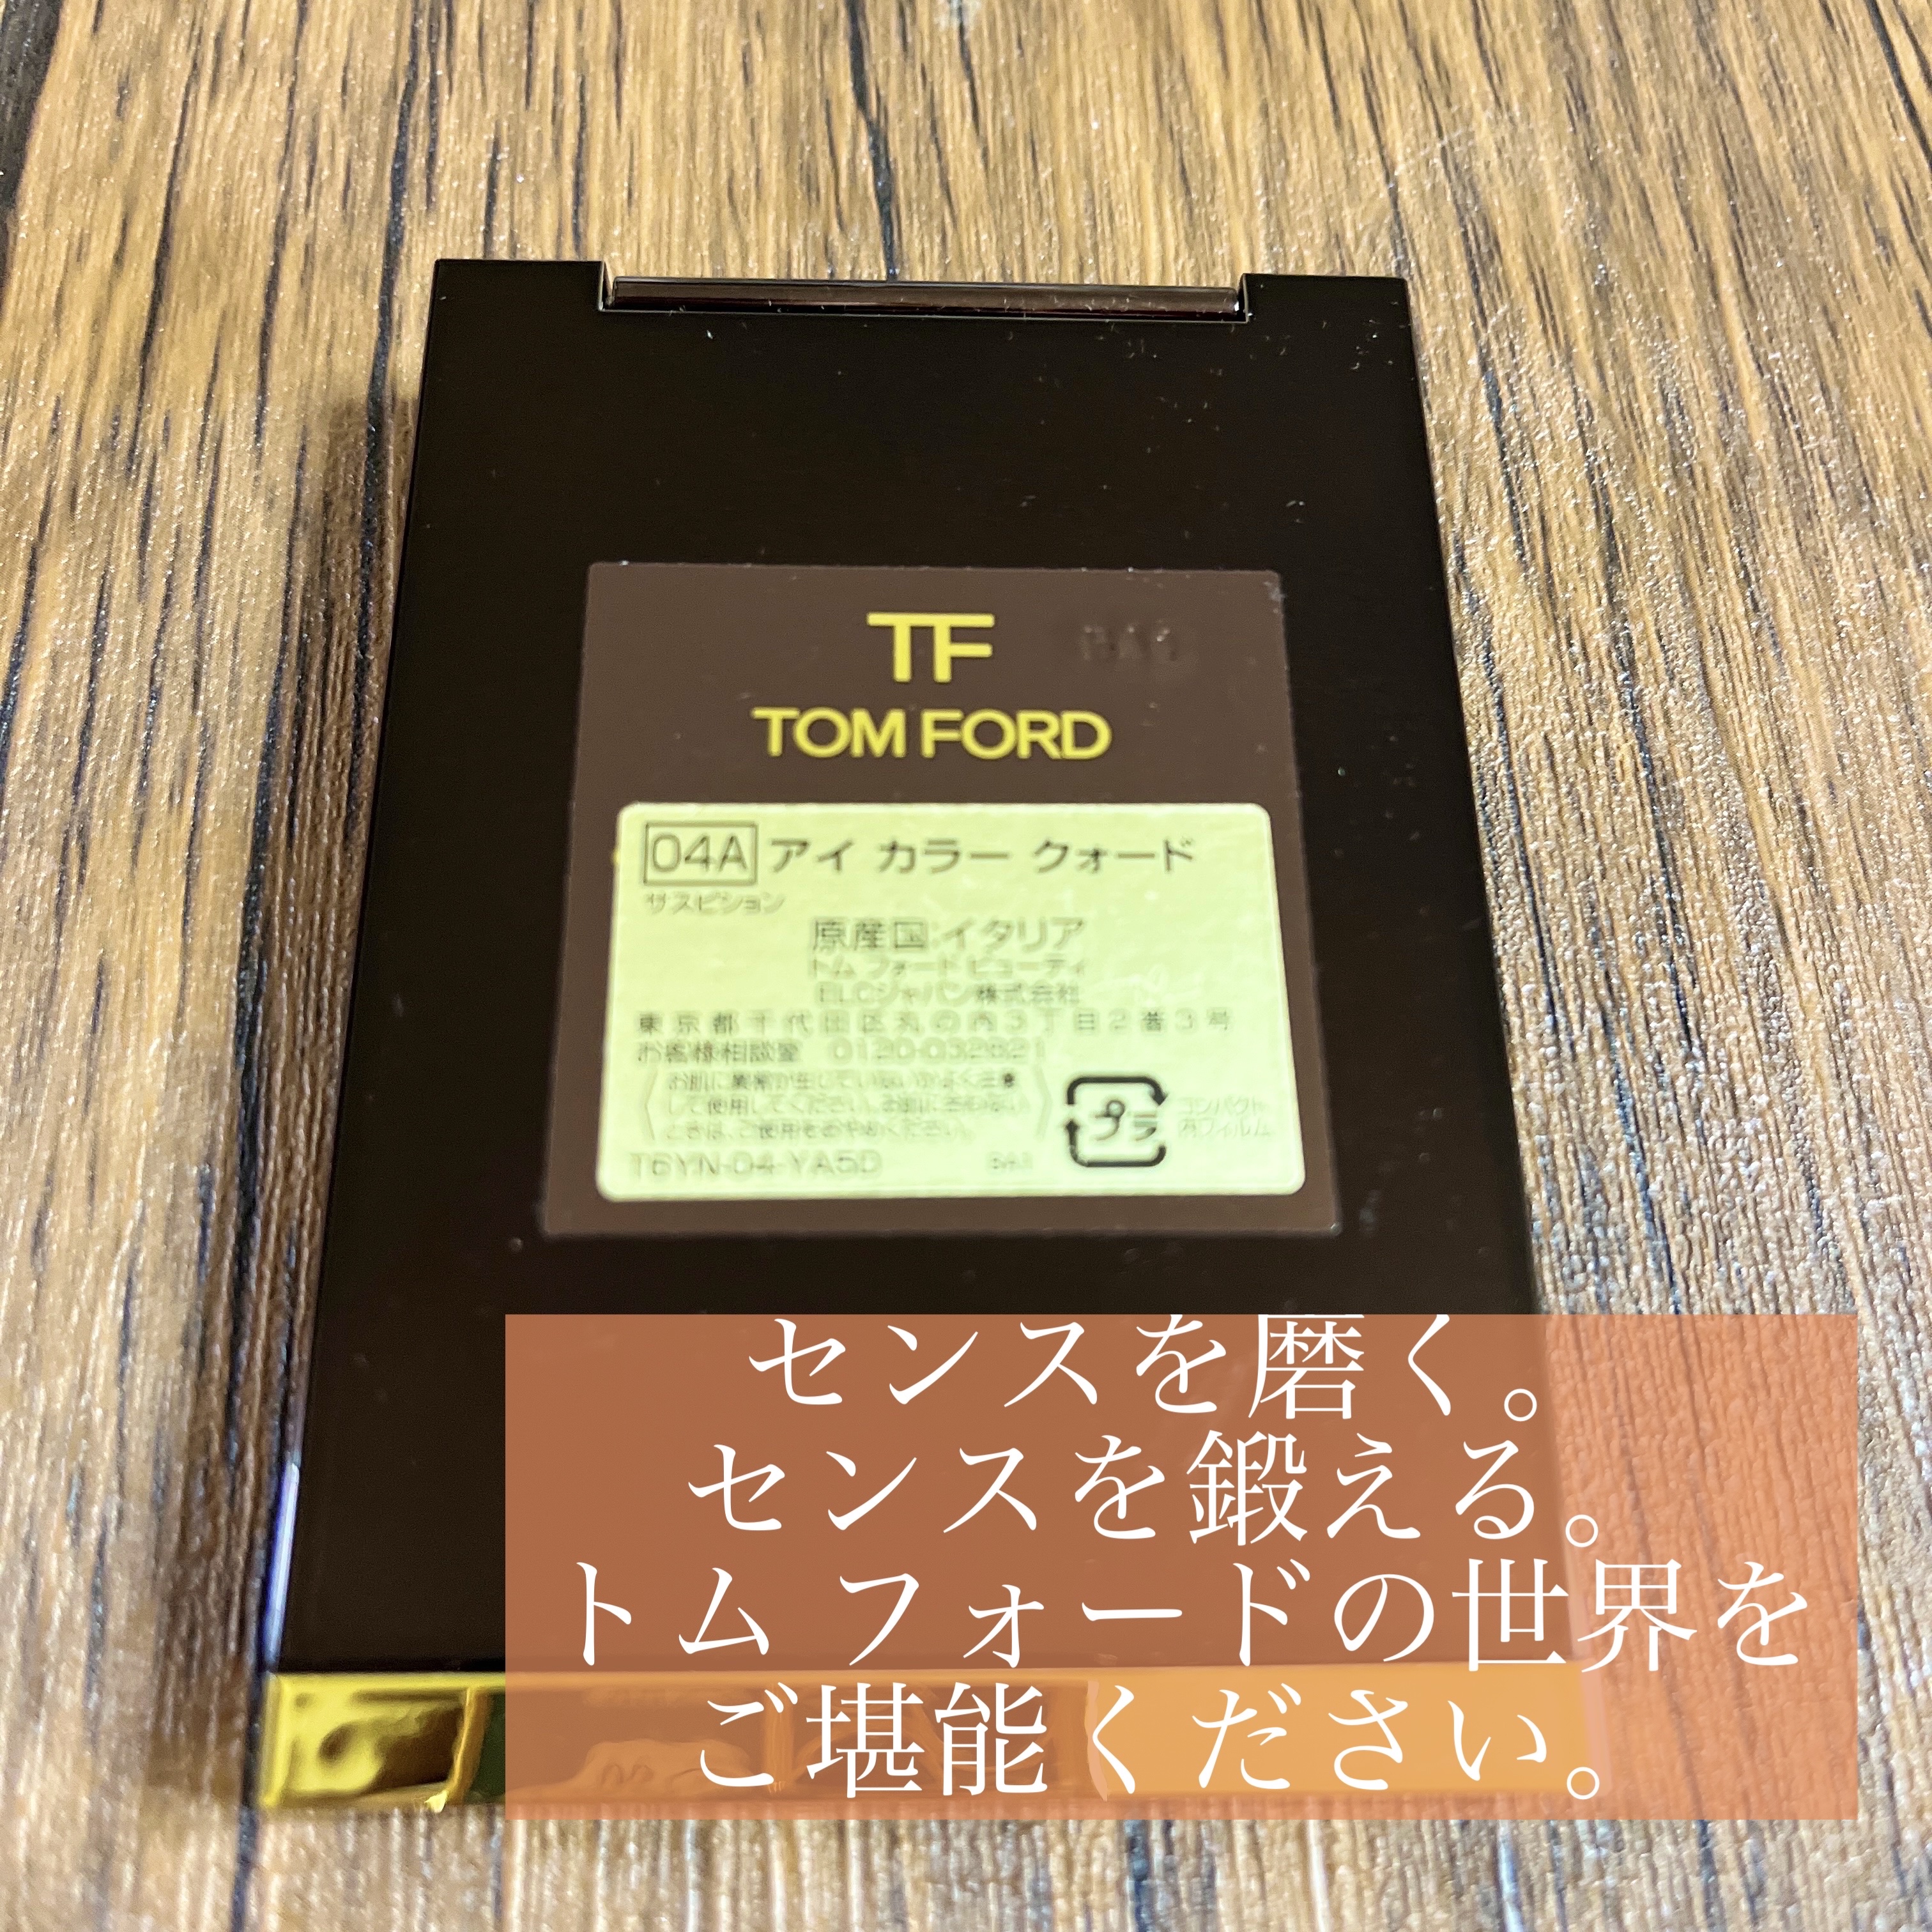 TF
TOM FORD
04A アイ カラー クォード
サスピション
原産国:イタリア
トム フォード ビューティ
ELCジャパン株式会社
東京都千代田区丸の内3丁目2番3号
お客様相談室 0120-032821
お肌に異常が生じていないかよく注意
して使用してください。お肌に合わない
ときは、ご使用をおやめください。
プラ
コンパクト
内フィルム
T6YN-04-YA5D
センスを磨く。
センスを鍛える。
トム フォードの世界を
ご堪能ください。